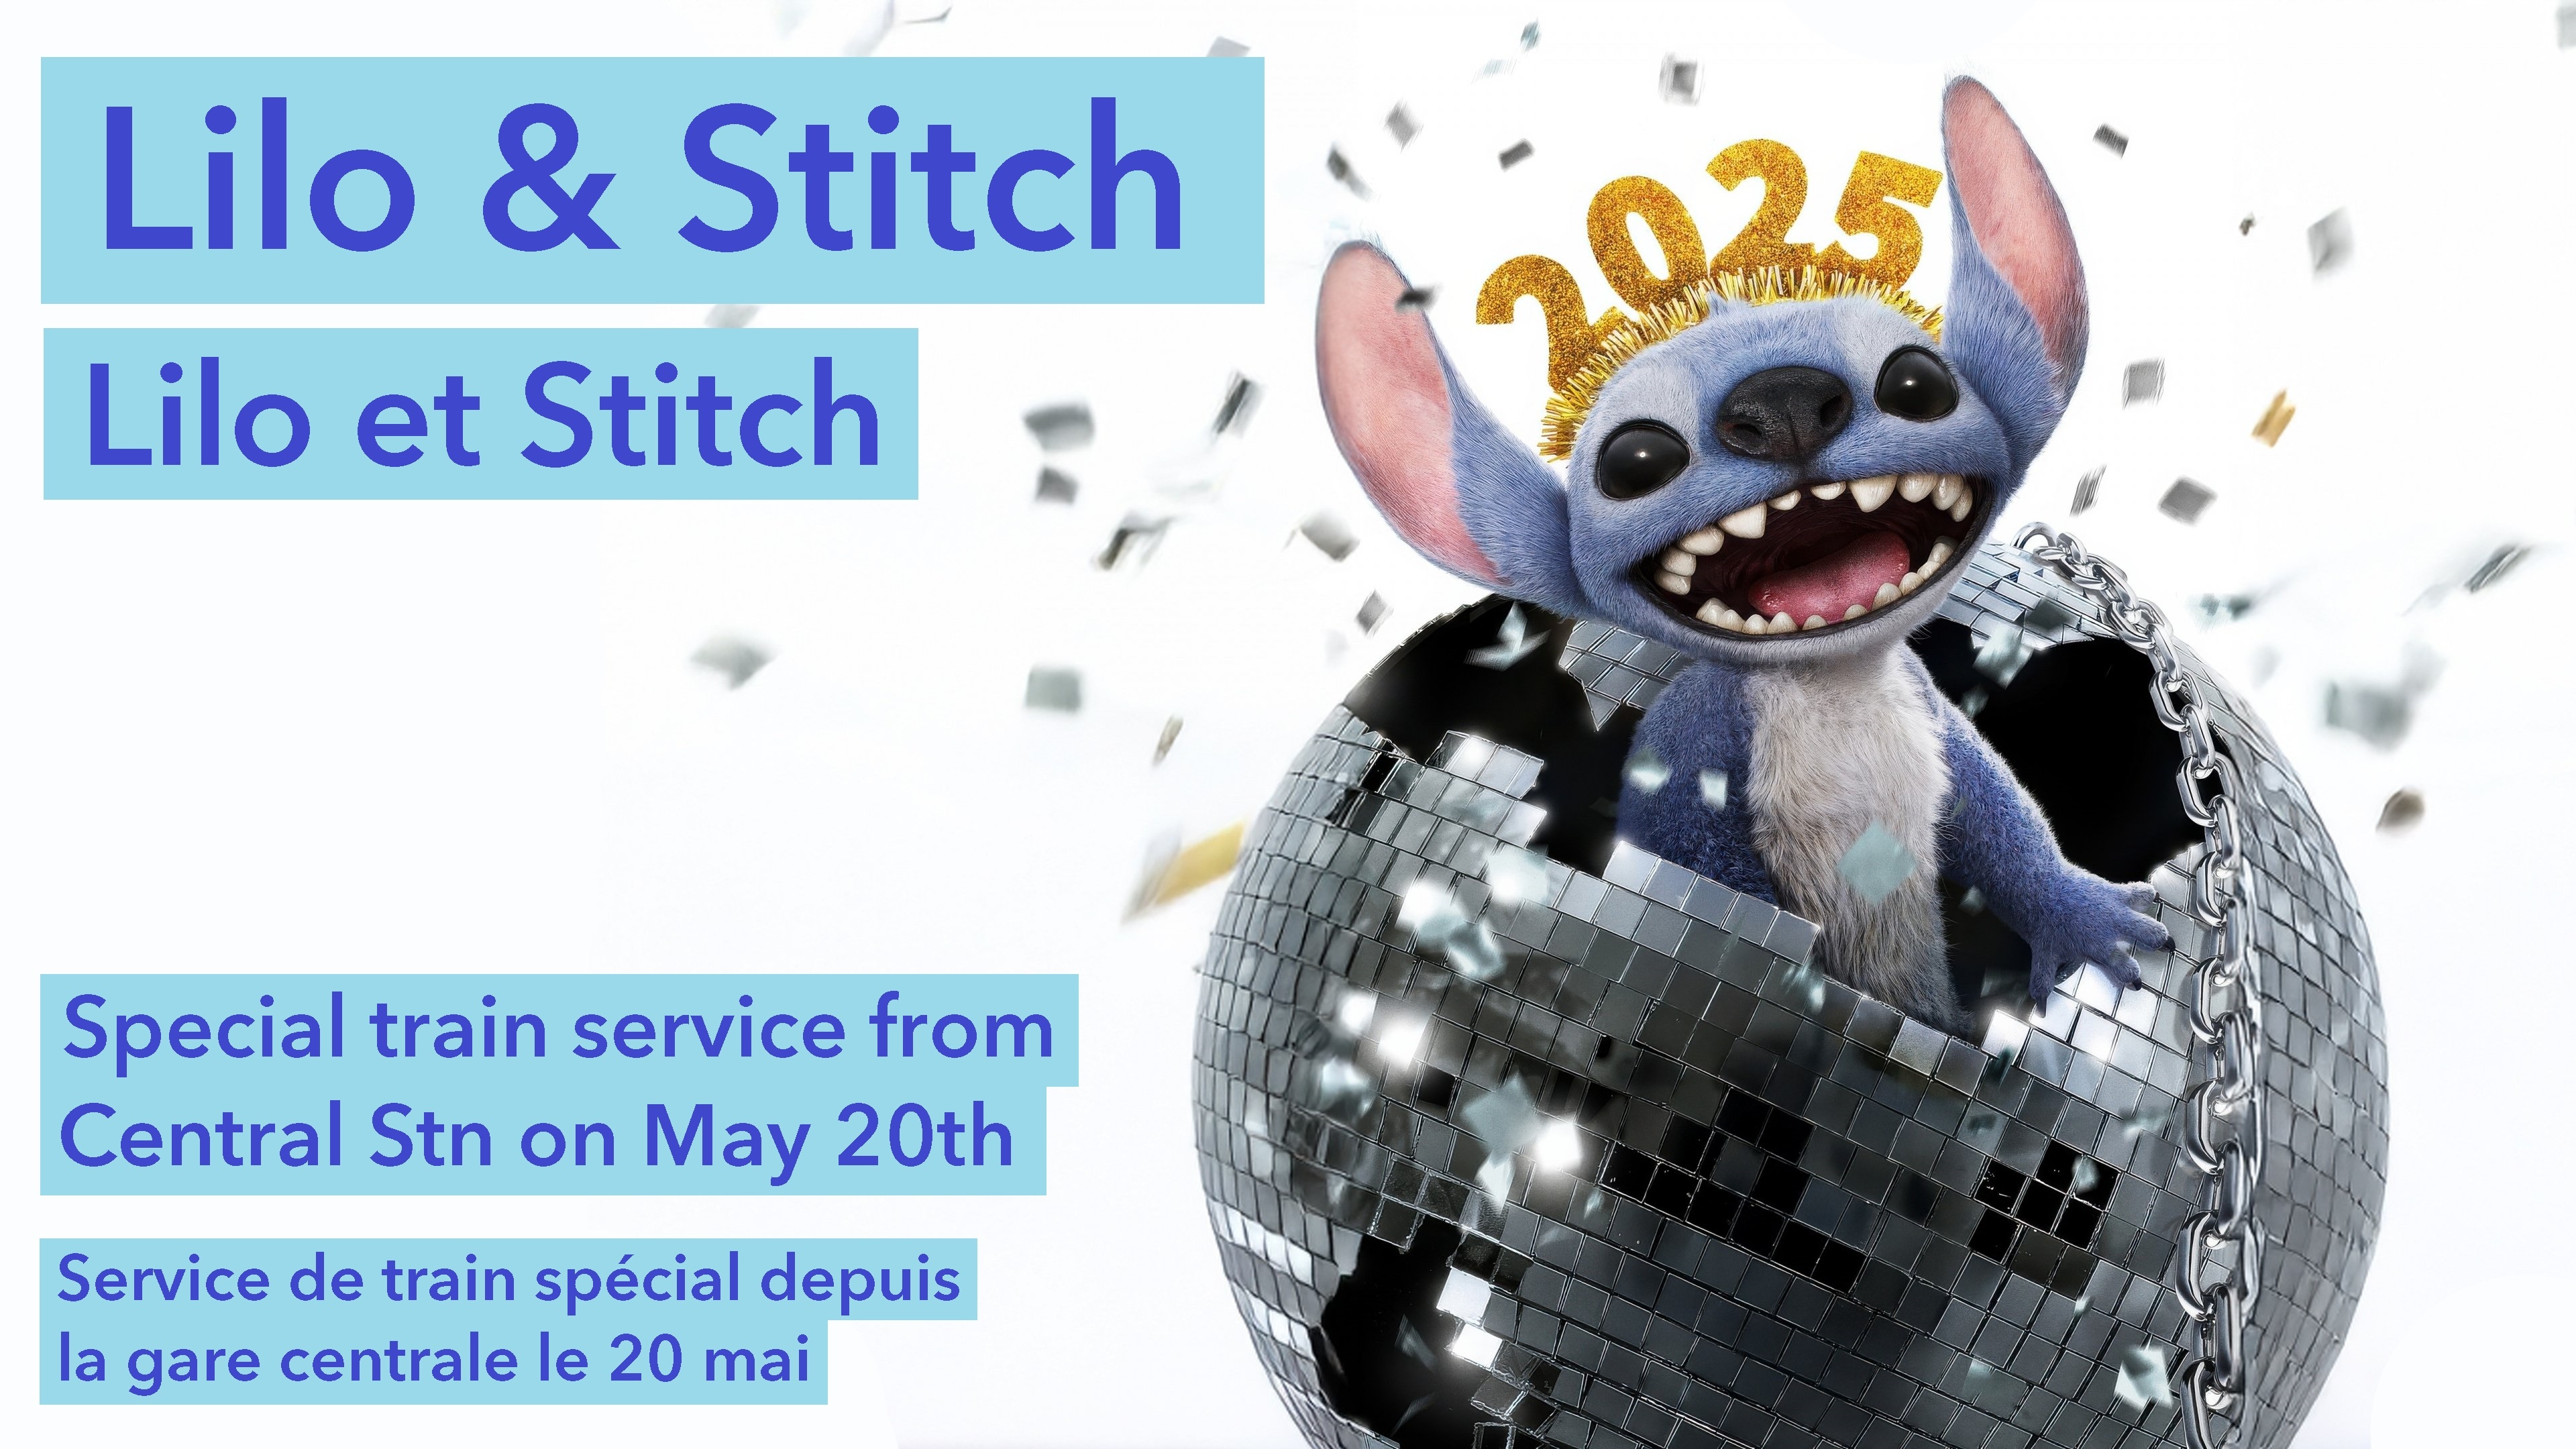 Lilo & Stitch
Lilo et Stitch
2025
Special train service from
Central Stn on May 20th
Service de train spécial depuis
la gare centrale le 20 mai